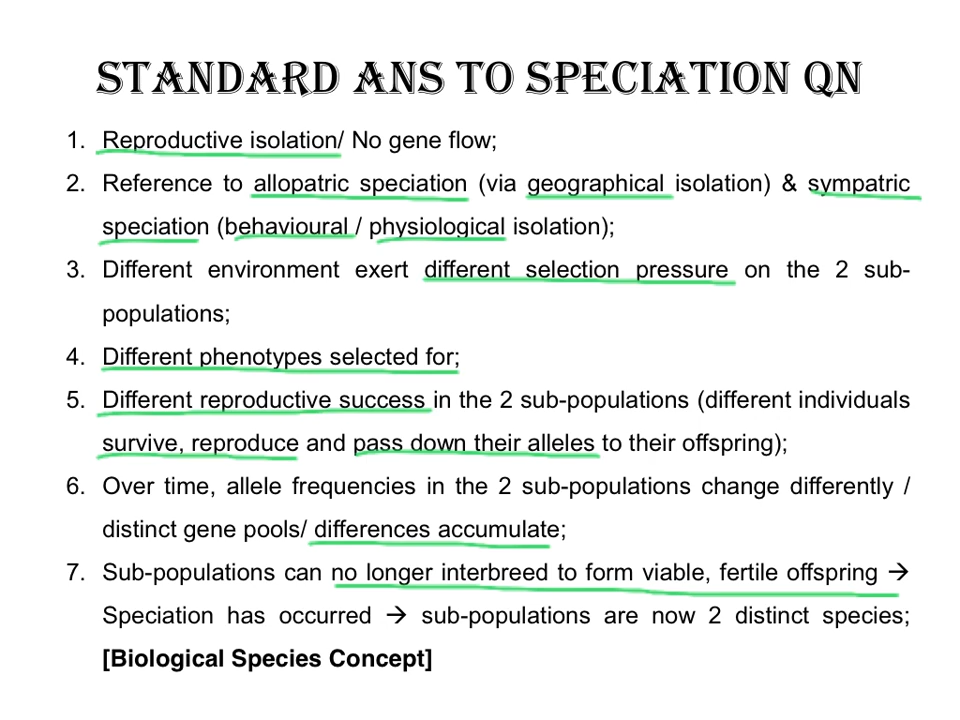 STANDARD ANS TO SPECIATION QN
1. Reproductive isolation/ No gene flow;
2. Reference to allopatric speciation (via geographical isolation) & sympatric
speciation (behavioural / physiological isolation);
3. Different environment exert different selection pressure on the 2 sub-
populations;
4. Different phenotypes selected for;
5. Different reproductive success in the 2 sub-populations (different individuals
survive, reproduce and pass down their alleles to their offspring);
6. Over time, allele frequencies in the 2 sub-populations change differently /
distinct gene pools/ differences accumulate;
7. Sub-populations can no longer interbreed to form viable, fertile offspring →
Speciation has occurred → sub-populations are now 2 distinct species;
[Biological Species Concept]